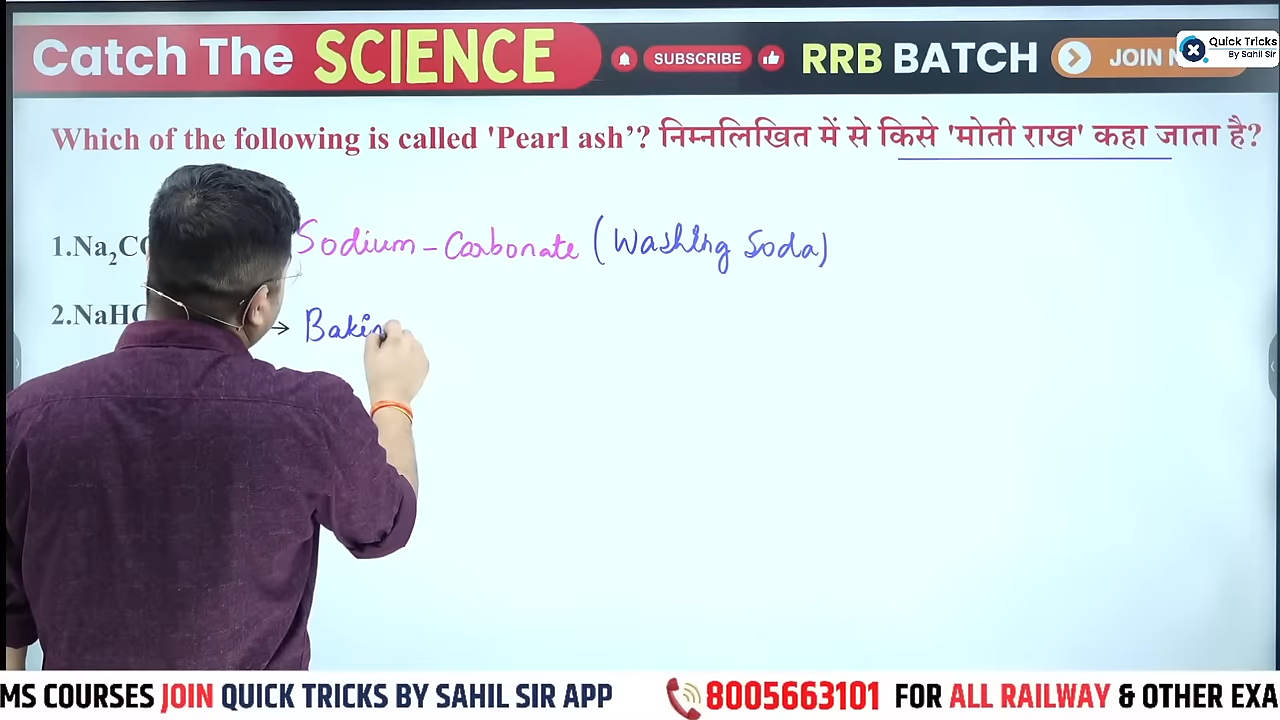 Catch The SCIENCE SUBSCRIBE RRB BATCH JOIN
Quick Tricks
By Sahil Sir
Which of the following is called 'Pearl ash’? निम्नलिखित में से किसे 'मोती राख' कहा जाता है?
1.Na₂C Sodium - Carbonate (Washing Soda)
2.NaHC → Bakin
MS COURSES JOIN QUICK TRICKS BY SAHIL SIR APP 8005663101 FOR ALL RAILWAY & OTHER EXA